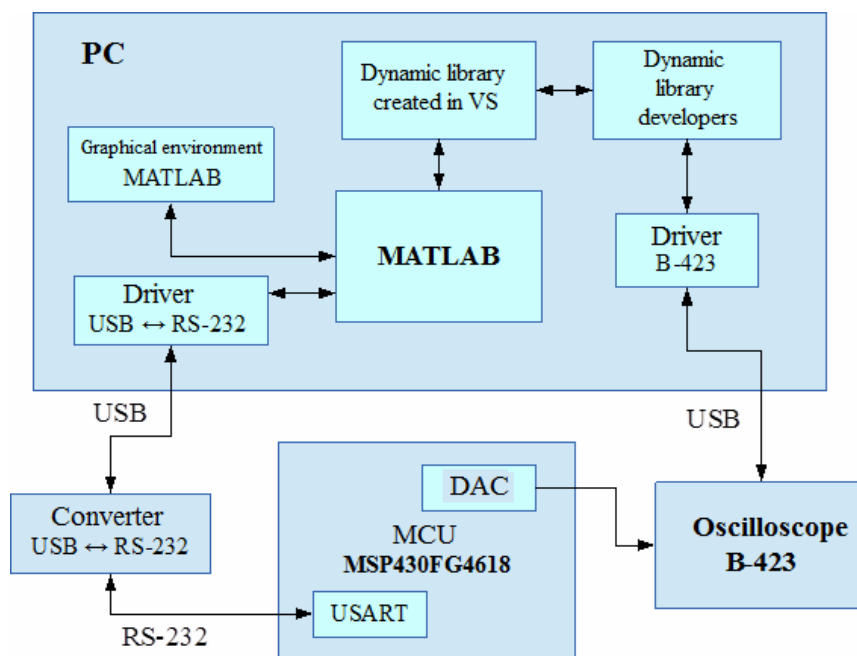 PC
Dynamic library
created in VS
Dynamic
library
developers
Graphical environment
MATLAB
MATLAB
Driver
B-423
Driver
USB ↔ RS-232
USB
USB
Converter
USB ↔ RS-232
DAC
MCU
MSP430FG4618
USART
Oscilloscope
B-423
RS-232